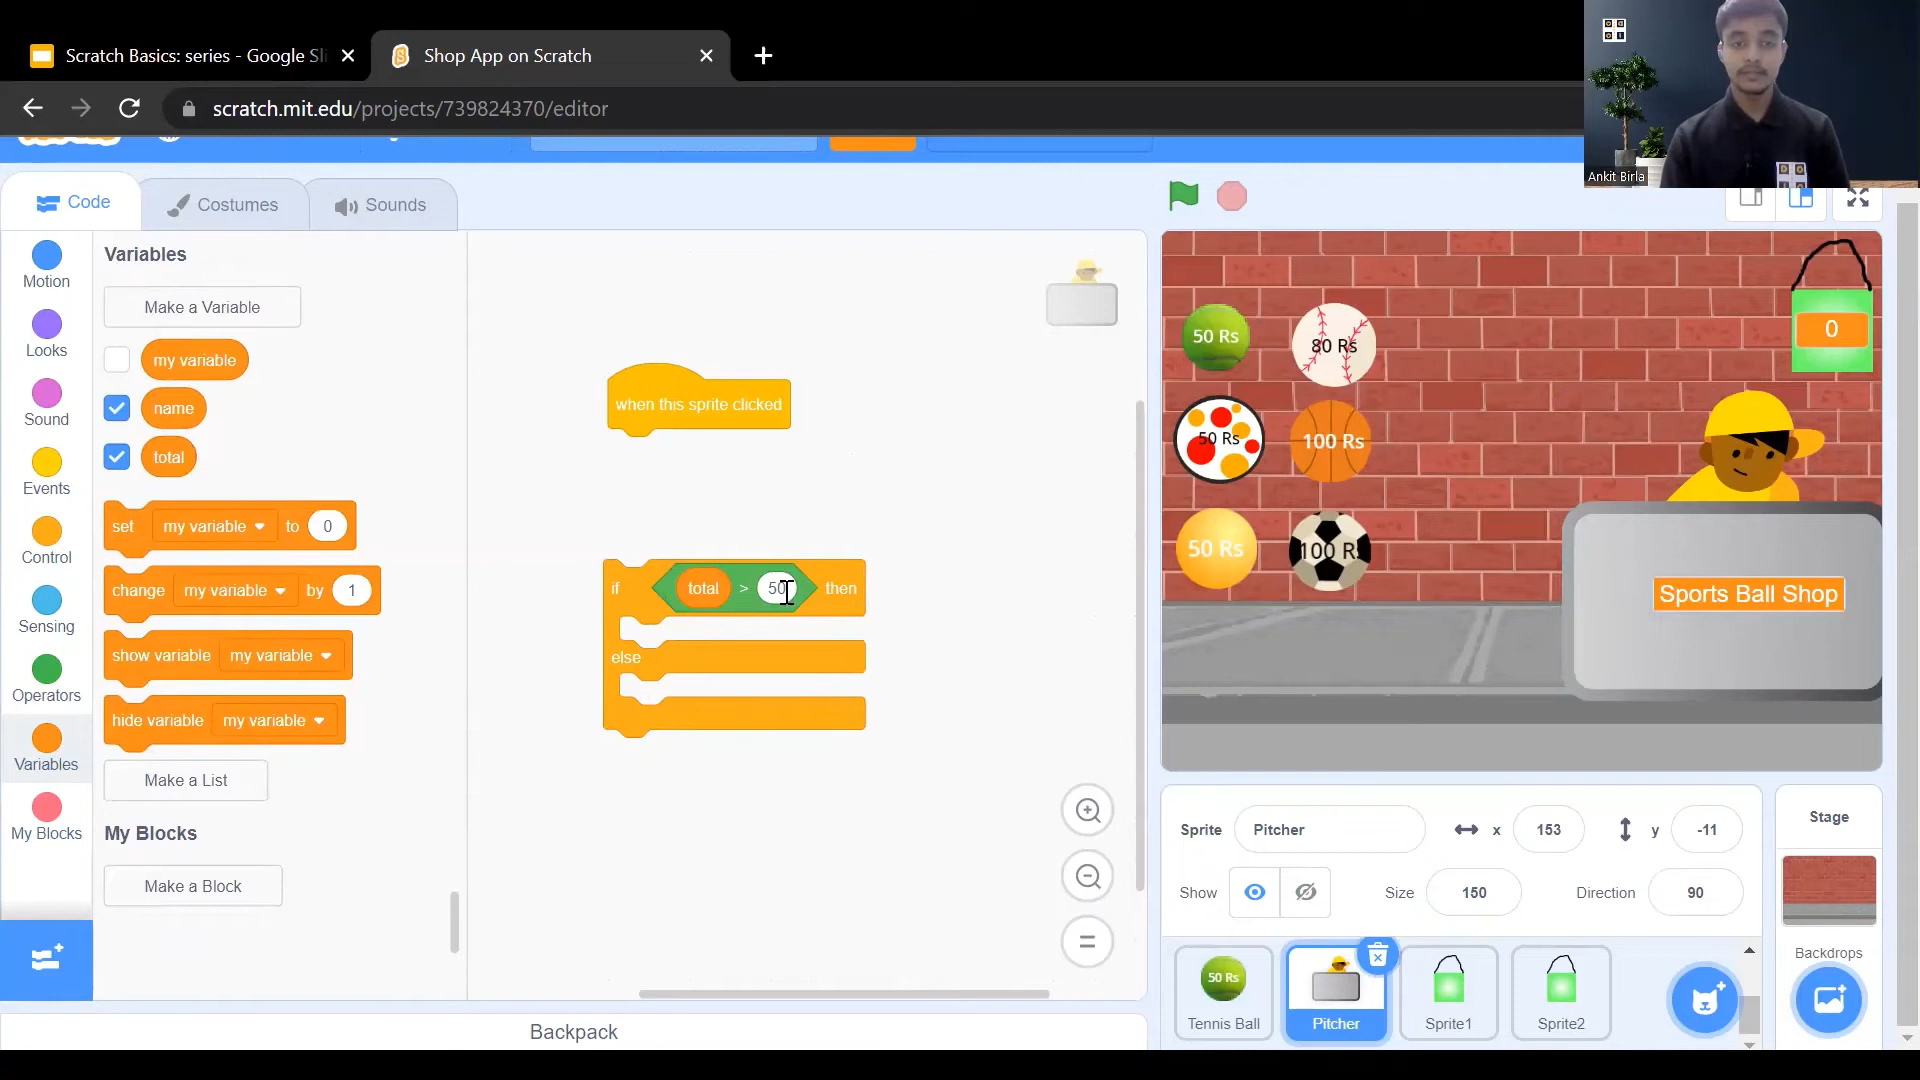 Scratch Basics: series - Google Sli
Shop App on Scratch
scratch.mit.edu/projects/739824370/editor
Ankit Birla
Code
Costumes
Sounds
Motion
Looks
Sound
Events
Control
Sensing
Operators
Variables
My Blocks
Variables
Make a Variable
my variable
name
total
set my variable to 0
change my variable by 1
show variable my variable
hide variable my variable
Make a List
My Blocks
Make a Block
when this sprite clicked
if total > 50 then
else
Backpack
50 Rs
80 Rs
50 Rs
100 Rs
50 Rs
100 R
0
Sports Ball Shop
Sprite Pitcher x 153 y -11
Show Size 150 Direction 90
Stage
Backdrops
50 Rs
Tennis Ball
Pitcher
Sprite1
Sprite2